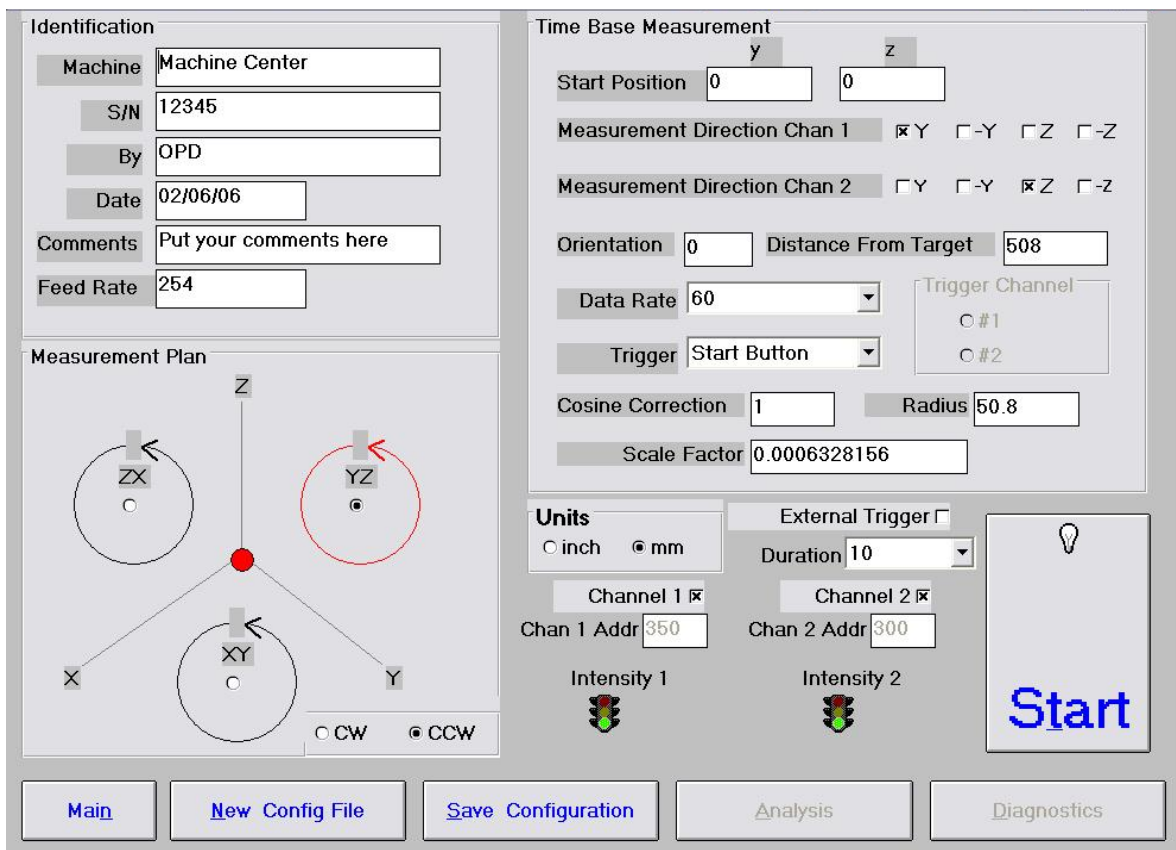 Identification
Machine Machine Center
S/N 12345
By OPD
Date 02/06/06
Comments Put your comments here
Feed Rate 254
Measurement Plan
Z
ZX
YZ
XY
X
Y
CW CCW
Time Base Measurement
y z
Start Position 0 0
Measurement Direction Chan 1 Y -Y Z -Z
Measurement Direction Chan 2 Y -Y Z -z
Orientation 0 Distance From Target 508
Data Rate 60
Trigger Channel
#1
Trigger Start Button
#2
Cosine Correction 1 Radius 50.8
Scale Factor 0.0006328156
Units
inch mm
External Trigger
Duration 10
Channel 1 Channel 2
Chan 1 Addr 350 Chan 2 Addr 300
Intensity 1 Intensity 2
Start
Main New Config File Save Configuration Analysis Diagnostics